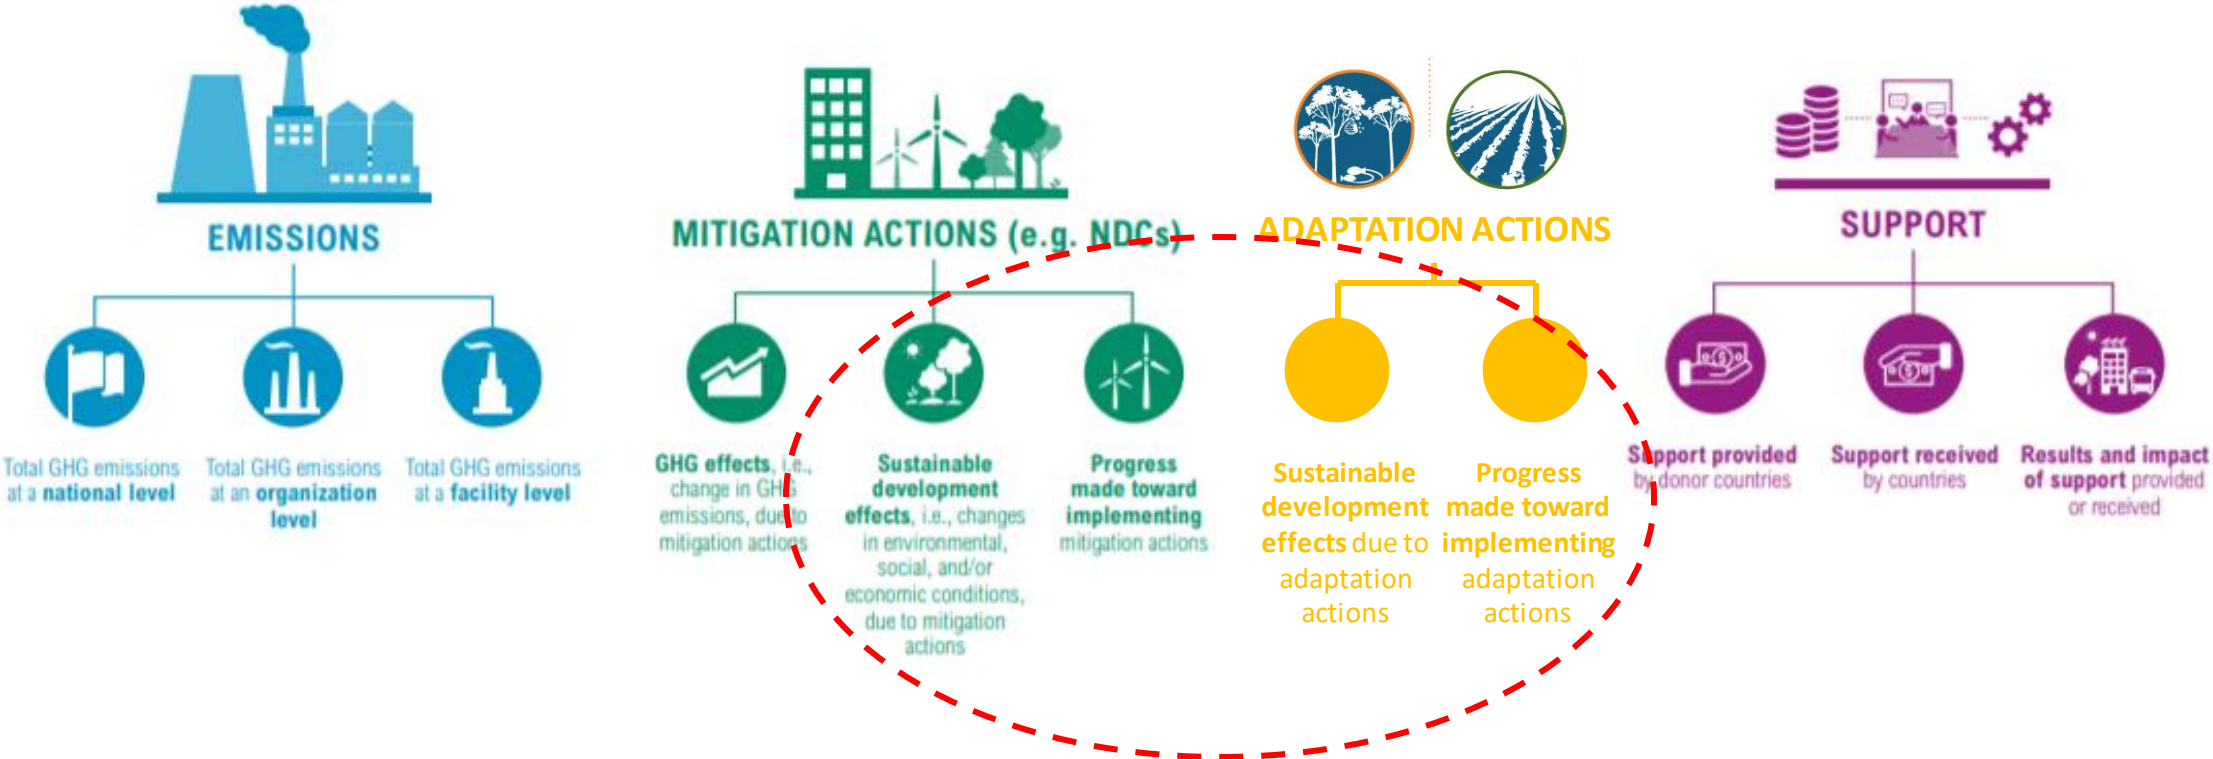 EMISSIONS
Total GHG emissions
at a national level
Total GHG emissions
at an organization
level
Total GHG emissions
at a facility level
MITIGATION ACTIONS (e.g. NDCs)
GHG effects, i.e.,
change in GHG
emissions, due to
mitigation actions
Sustainable
development
effects, i.e., changes
in environmental,
social, and/or
economic conditions,
due to mitigation
actions
Progress
made toward
implementing
mitigation actions
ADAPTATION ACTIONS
Sustainable
development
effects due to
adaptation
actions
Progress
made toward
implementing
adaptation
actions
SUPPORT
Support provided
by donor countries
Support received
by countries
Results and impact
of support provided
or received